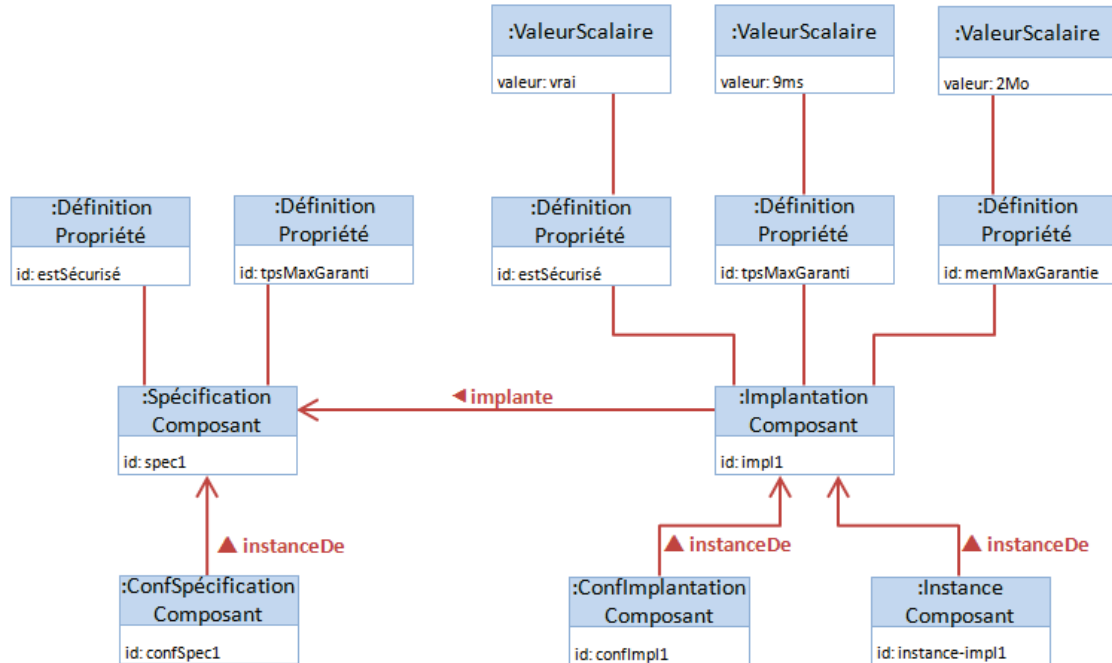 :ValeurScalaire
:ValeurScalaire
:ValeurScalaire
valeur: vrai
valeur: 9ms
valeur: 2Mo
:Définition
Propriété
id: estSécurisé
:Définition
Propriété
id: tpsMaxGaranti
:Définition
Propriété
id: estSécurisé
:Définition
Propriété
id: tpsMaxGaranti
:Définition
Propriété
id: memMaxGarantie
:Spécification
Composant
id: spec1
◄ implante
:Implantation
Composant
id: impl1
▲ instanceDe
▲ instanceDe
▲ instanceDe
:ConfSpécification
Composant
id: confSpec1
:ConfImplantation
Composant
id: confImpl1
:Instance
Composant
id: instance-impl1